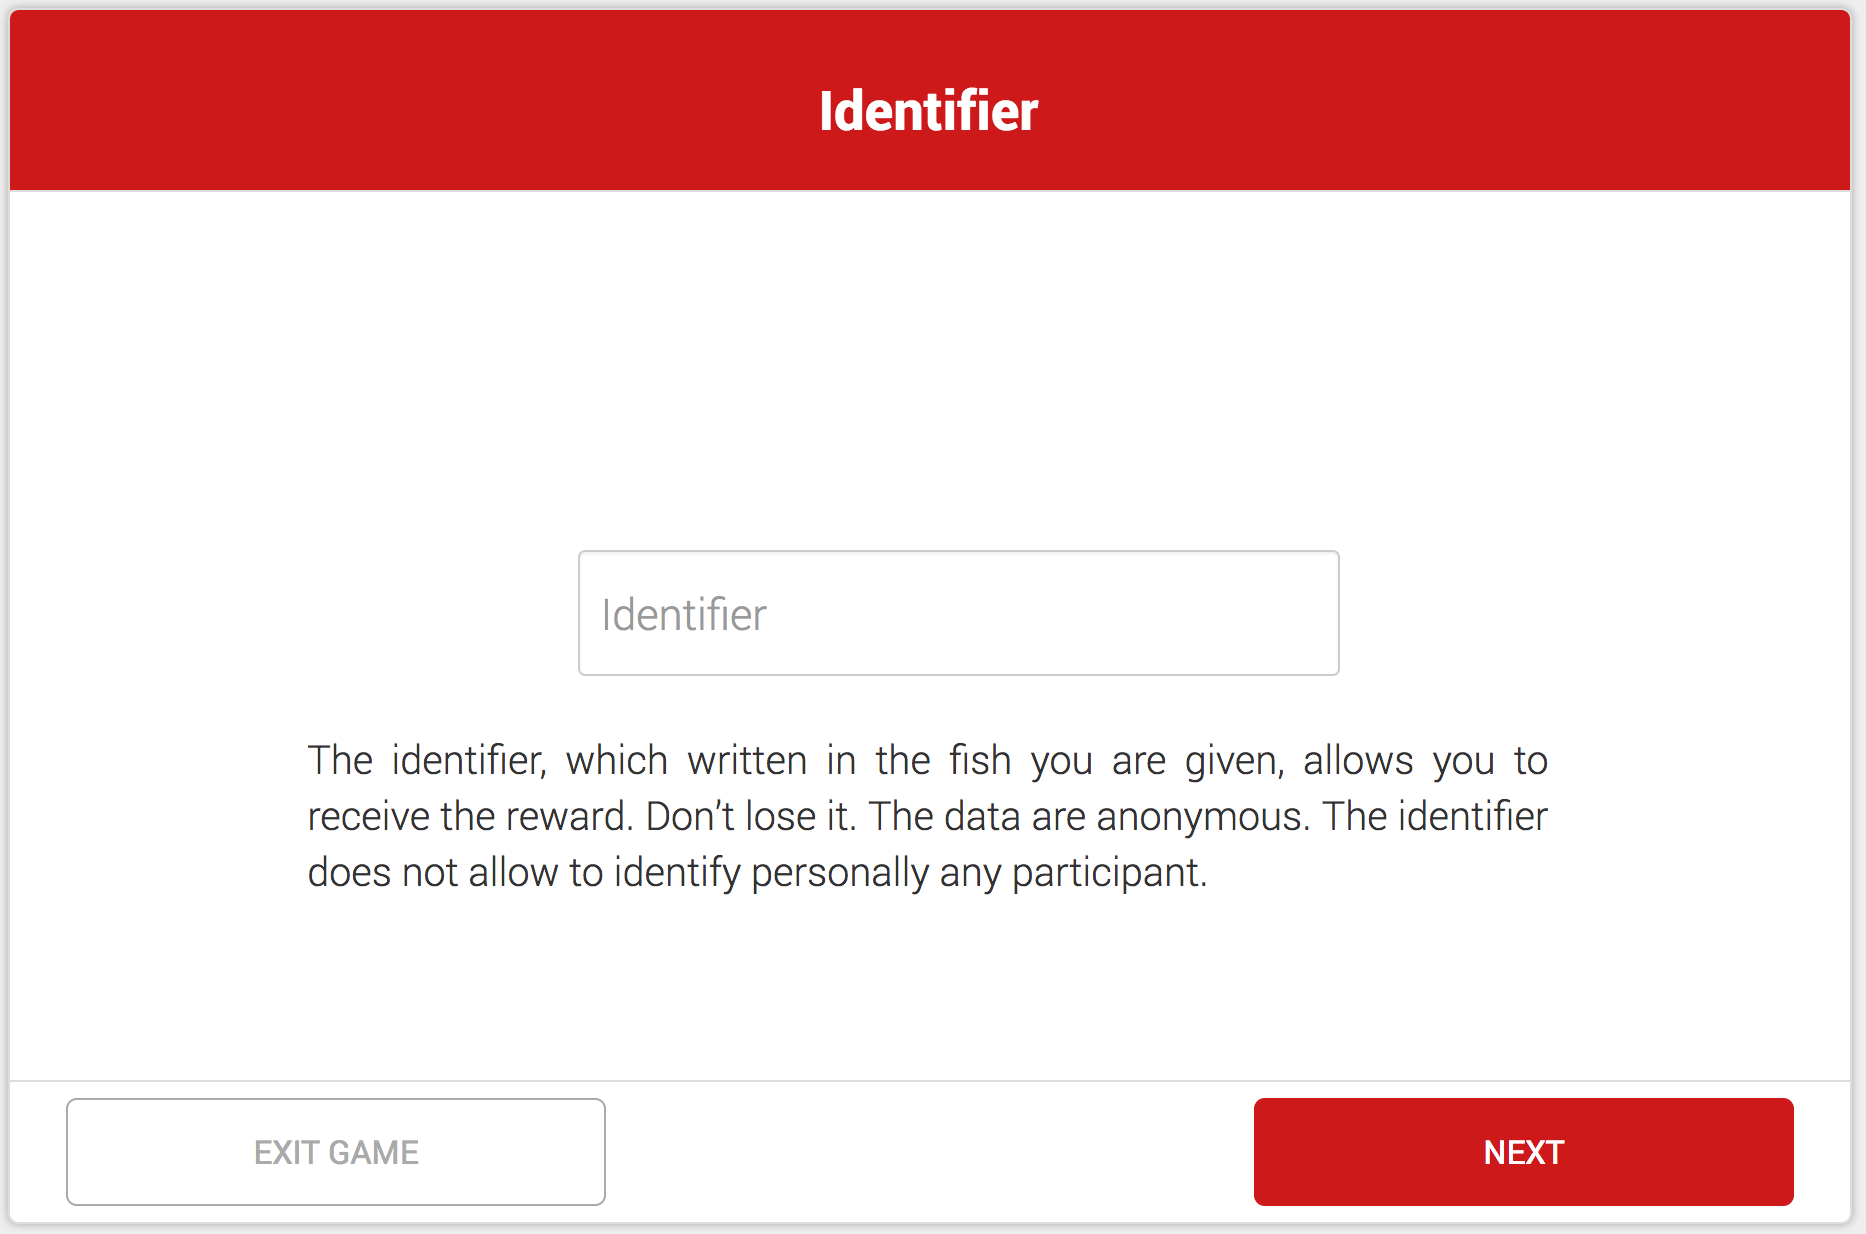 Identifier
Identifier
The identifier, which written in the fish you are given, allows you to
receive the reward. Don’t lose it. The data are anonymous. The identifier
does not allow to identify personally any participant.
EXIT GAME
NEXT